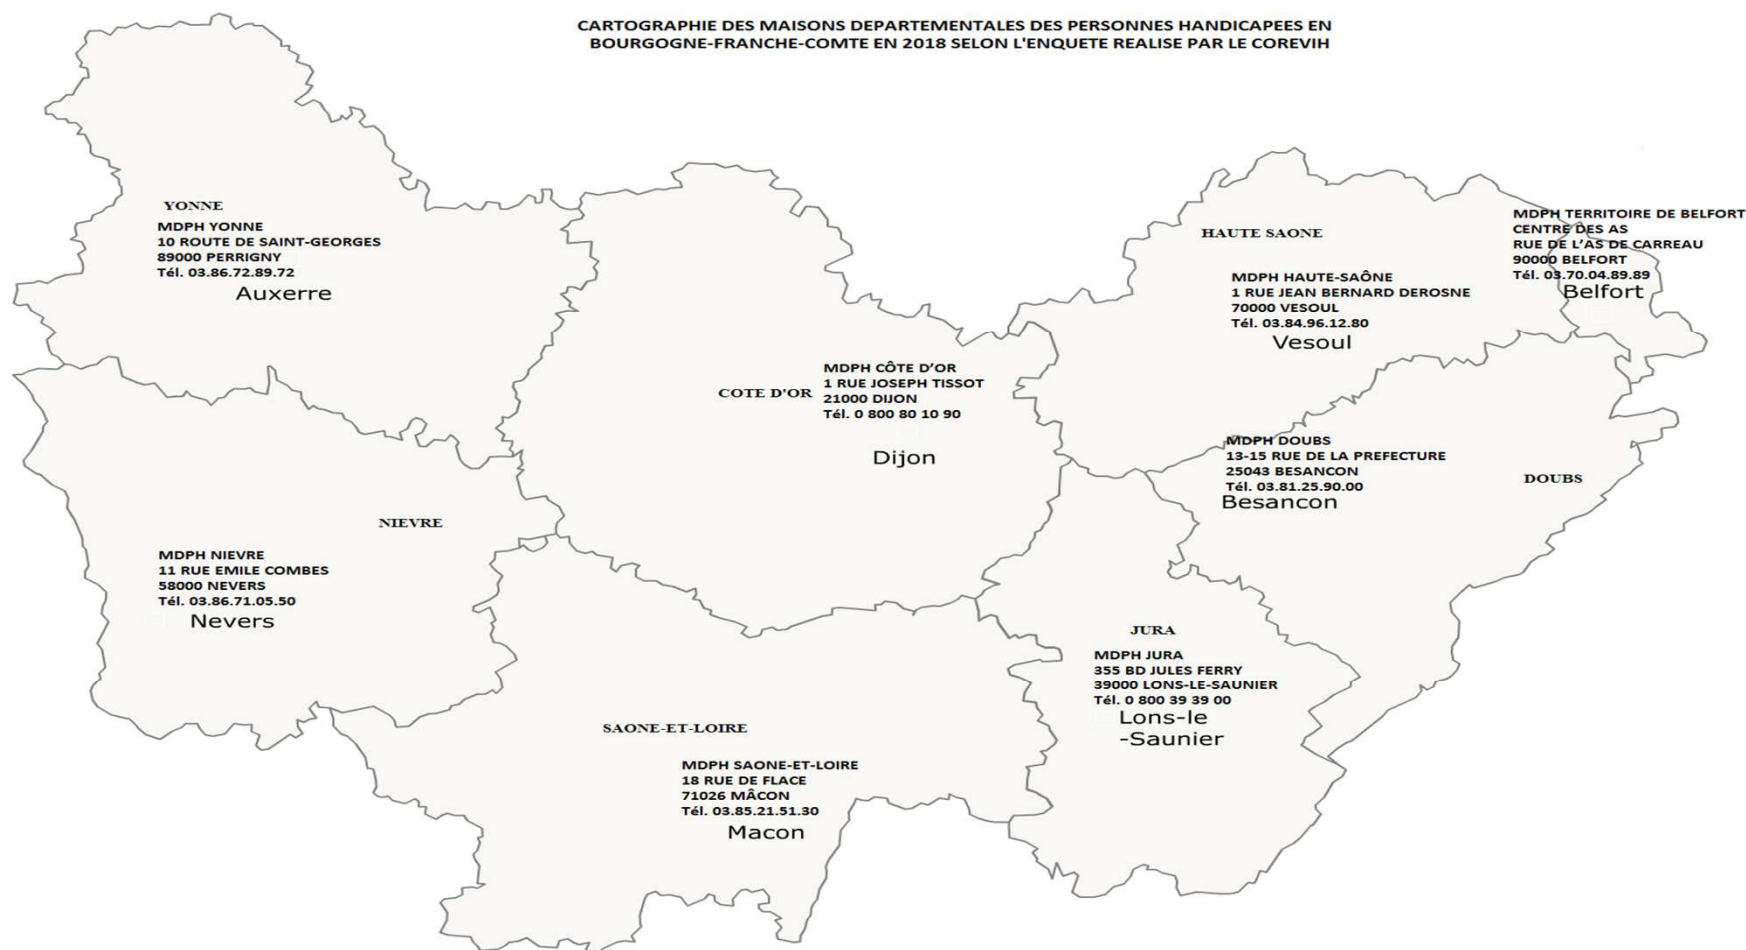 CARTOGRAPHIE DES MAISONS DEPARTEMENTALES DES PERSONNES HANDICAPEES EN
BOURGOGNE-FRANCHE-COMTE EN 2018 SELON L'ENQUETE REALISE PAR LE COREVIH
YONNE
MDPH YONNE
10 ROUTE DE SAINT-GEORGES
89000 PERRIGNY
Tél. 03.86.72.89.72
Auxerre
HAUTE SAONE
MDPH HAUTE-SAÔNE
1 RUE JEAN BERNARD DEROSNE
70000 VESOUL
Tél. 03.84.96.12.80
Vesoul
MDPH TERRITOIRE DE BELFORT
CENTRE DES AS
RUE DE L’AS DE CARREAU
90000 BELFORT
Tél. 03.70.04.89.89
Belfort
COTE D'OR
MDPH CÔTE D’OR
1 RUE JOSEPH TISSOT
21000 DIJON
Tél. 0 800 80 10 90
Dijon
MDPH DOUBS
13-15 RUE DE LA PREFECTURE
25043 BESANCON
Tél. 03.81.25.90.00
Besancon
DOUBS
NIEVRE
MDPH NIEVRE
11 RUE EMILE COMBES
58000 NEVERS
Tél. 03.86.71.05.50
Nevers
JURA
MDPH JURA
355 BD JULES FERRY
39000 LONS-LE-SAUNIER
Tél. 0 800 39 39 00
Lons-le
-Saunier
SAONE-ET-LOIRE
MDPH SAONE-ET-LOIRE
18 RUE DE FLACE
71026 MÂCON
Tél. 03.85.21.51.30
Macon